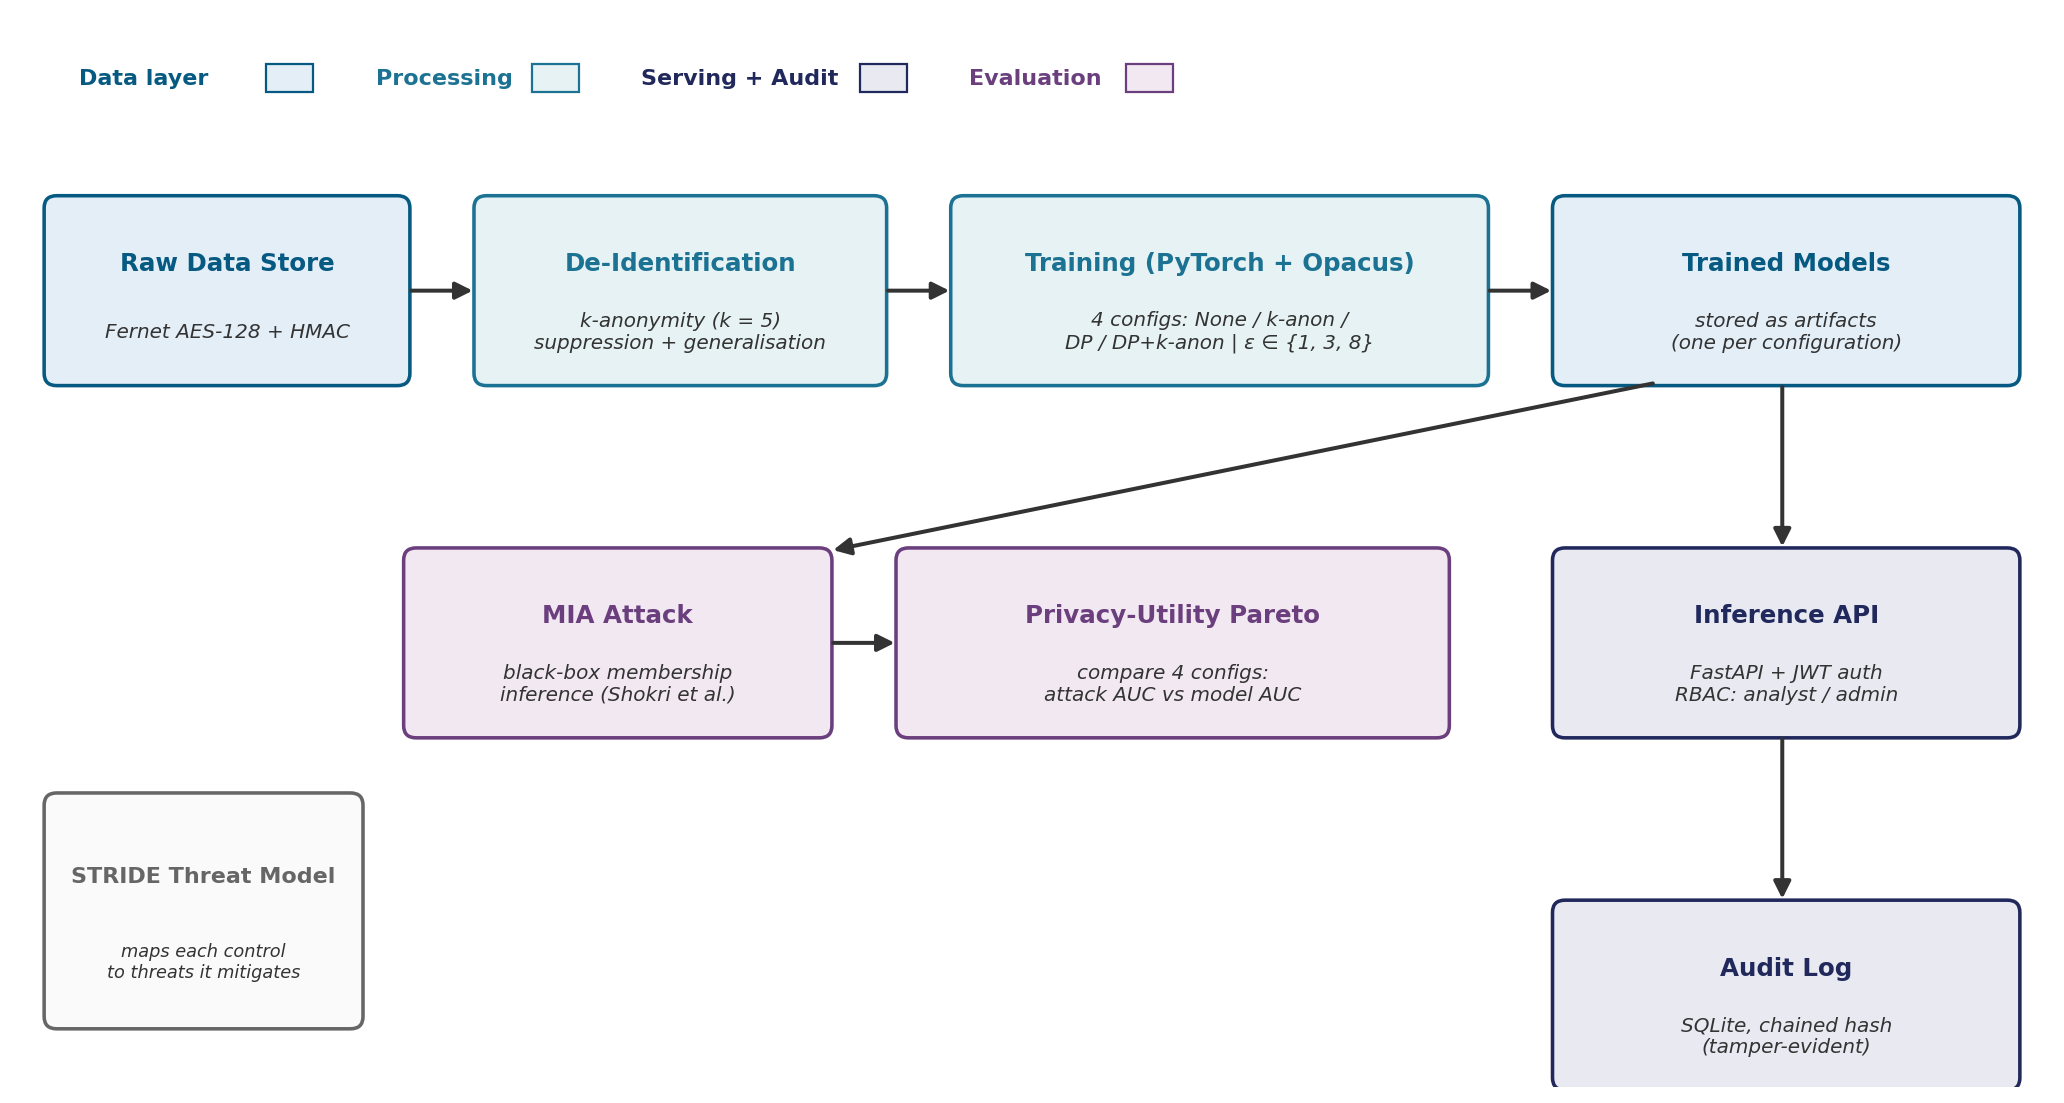 Data layer
Processing
Serving + Audit
Evaluation
Raw Data Store
Fernet AES-128 + HMAC
De-Identification
k-anonymity (k = 5)
suppression + generalisation
Training (PyTorch + Opacus)
4 configs: None / k-anon /
DP / DP+k-anon | ε ∈ {1, 3, 8}
Trained Models
stored as artifacts
(one per configuration)
MIA Attack
black-box membership
inference (Shokri et al.)
Privacy-Utility Pareto
compare 4 configs:
attack AUC vs model AUC
Inference API
FastAPI + JWT auth
RBAC: analyst / admin
STRIDE Threat Model
maps each control
to threats it mitigates
Audit Log
SQLite, chained hash
(tamper-evident)